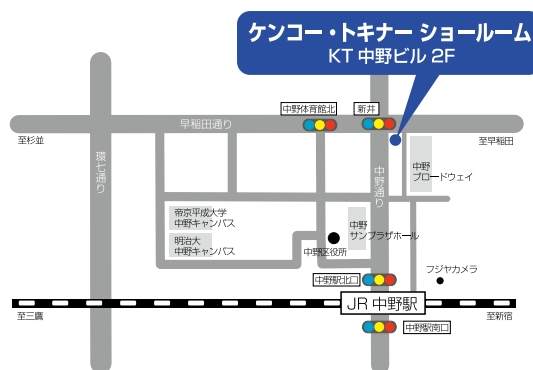 ケンコー・トキナー ショールーム
KT 中野ビル 2F
中野体育館北
新井
早稲田通り
至杉並
至早稲田
環七通り
中野通り
中野
ブロードウェイ
帝京平成大学
中野キャンパス
明治大
中野キャンパス
中野
サンプラザホール
中野区役所
中野駅北口
フジヤカメラ
JR 中野駅
至三鷹
中野駅南口
至新宿